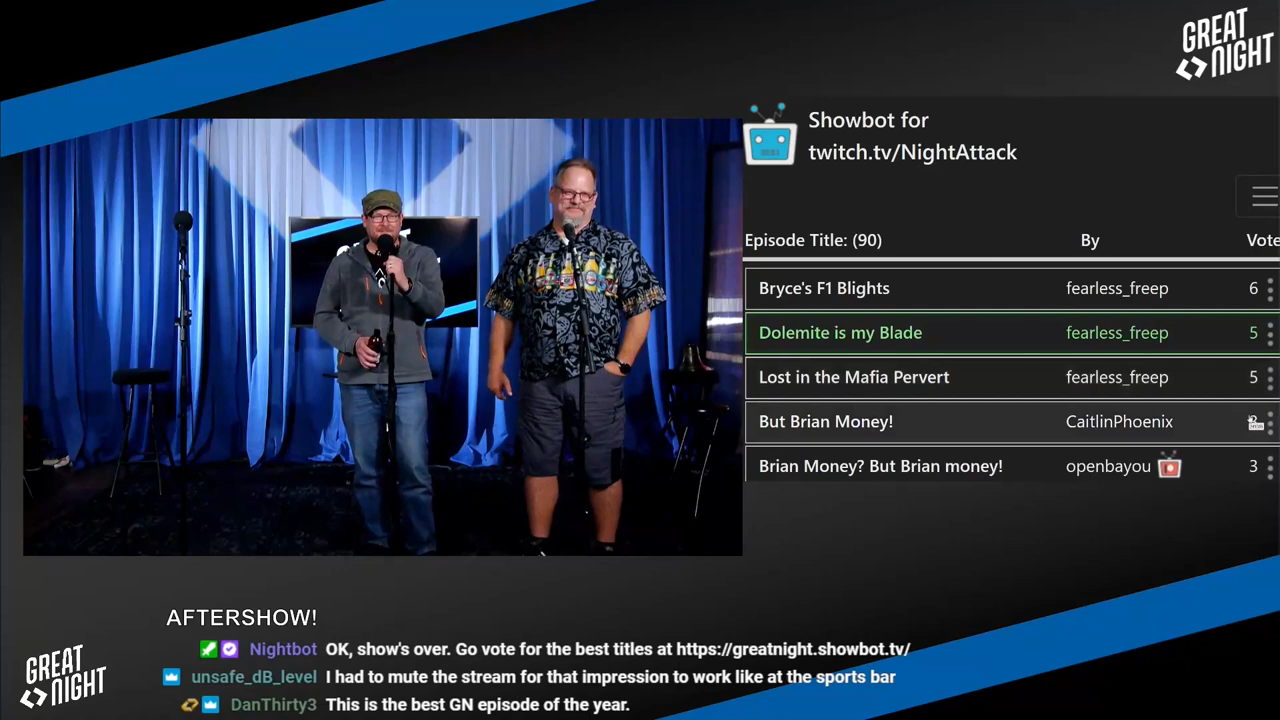 GREAT
NIGHT
Showbot for
twitch.tv/NightAttack
Episode Title: (90) By Vote
Bryce's F1 Blights fearless_freep 6
Dolemite is my Blade fearless_freep 5
Lost in the Mafia Pervert fearless_freep 5
But Brian Money! CaitlinPhoenix
Brian Money? But Brian money! openbayou 3
AFTERSHOW!
Nightbot OK, show's over. Go vote for the best titles at https://greatnight.showbot.tv/
unsafe_dB_level I had to mute the stream for that impression to work like at the sports bar
DanThirty3 This is the best GN episode of the year.
GREAT
NIGHT